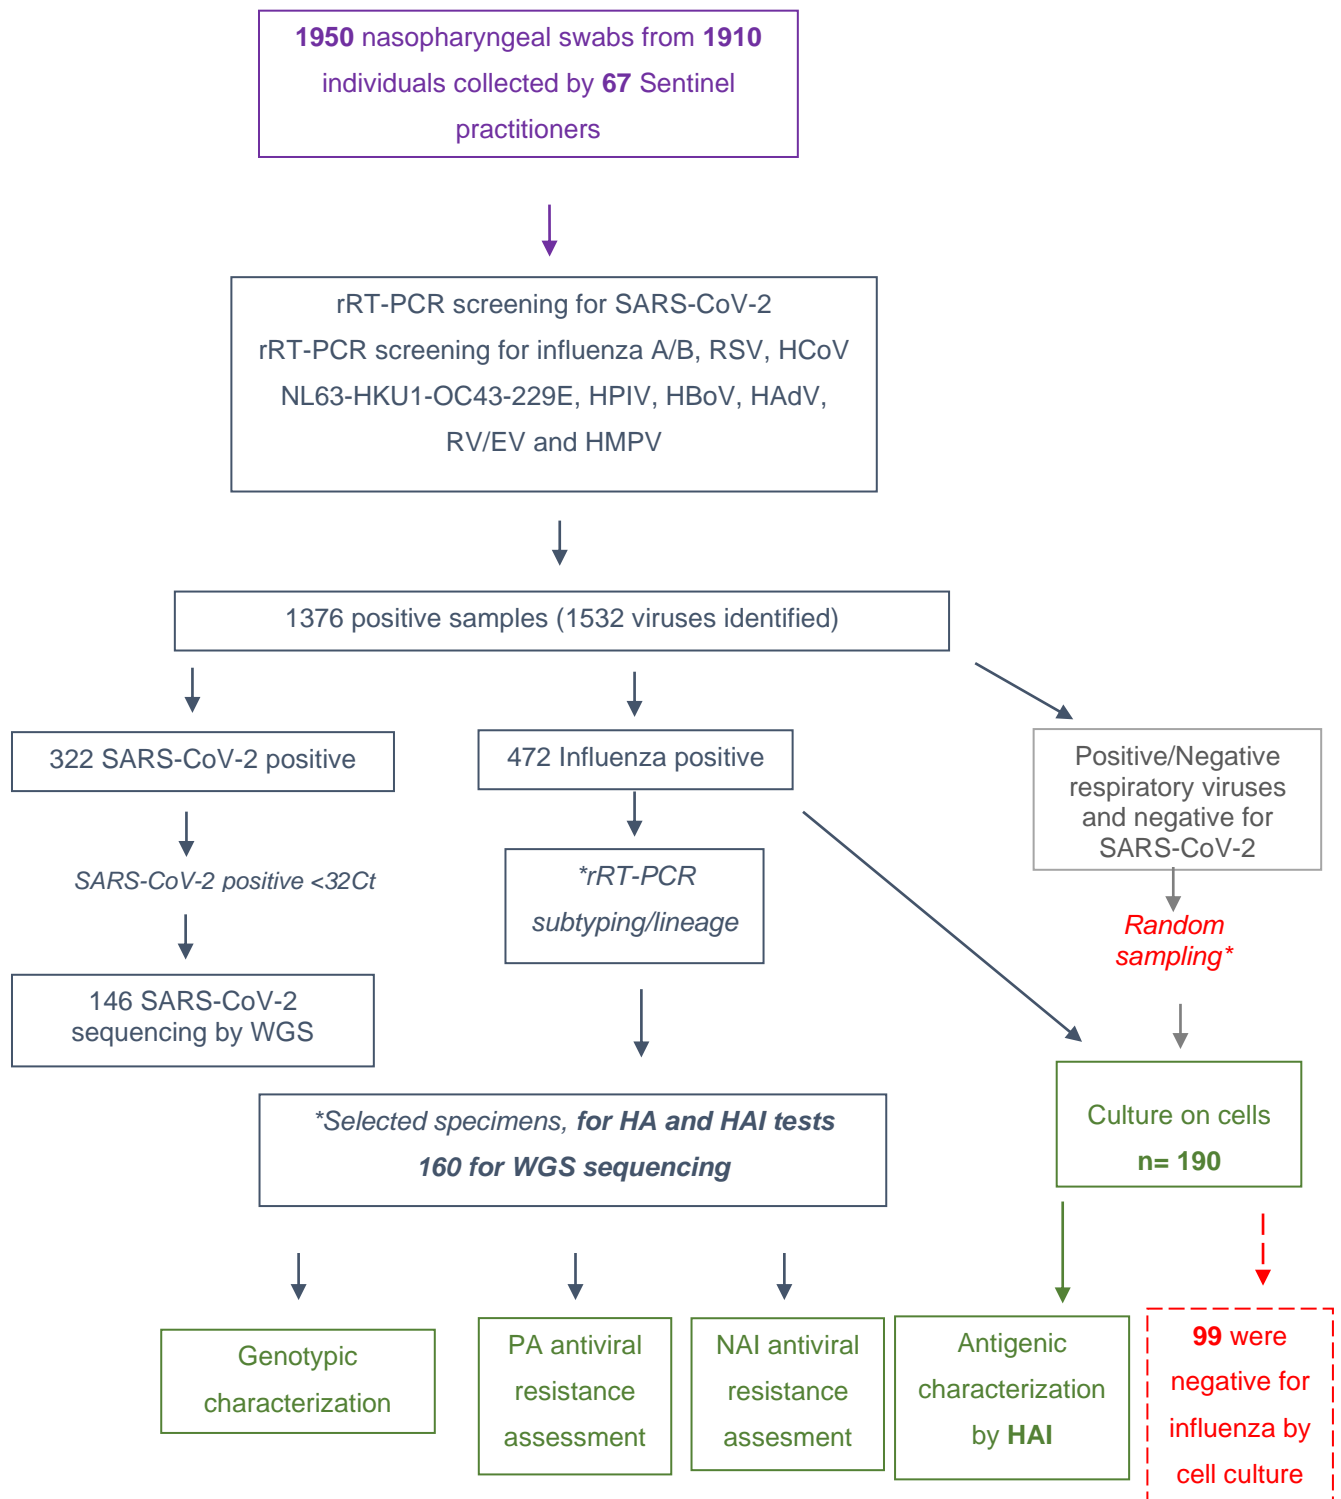 1950 nasopharyngeal swabs from 1910
individuals collected by 67 Sentinel
practitioners
rRT-PCR screening for SARS-CoV-2
rRT-PCR screening for influenza A/B, RSV, HCoV
NL63-HKU1-OC43-229E, HPIV, HBoV, HAdV,
RV/EV and HMPV
1376 positive samples (1532 viruses identified)
322 SARS-CoV-2 positive
472 Influenza positive
Positive/Negative
respiratory viruses
and negative for
SARS-CoV-2
SARS-CoV-2 positive <32Ct
*rRT-PCR
subtyping/lineage
Random
sampling*
146 SARS-CoV-2
sequencing by WGS
*Selected specimens, for HA and HAI tests
160 for WGS sequencing
Culture on cells
n= 190
Genotypic
characterization
PA antiviral
resistance
assessment
NAI antiviral
resistance
assesment
Antigenic
characterization
by HAI
99 were
negative for
influenza by
cell culture